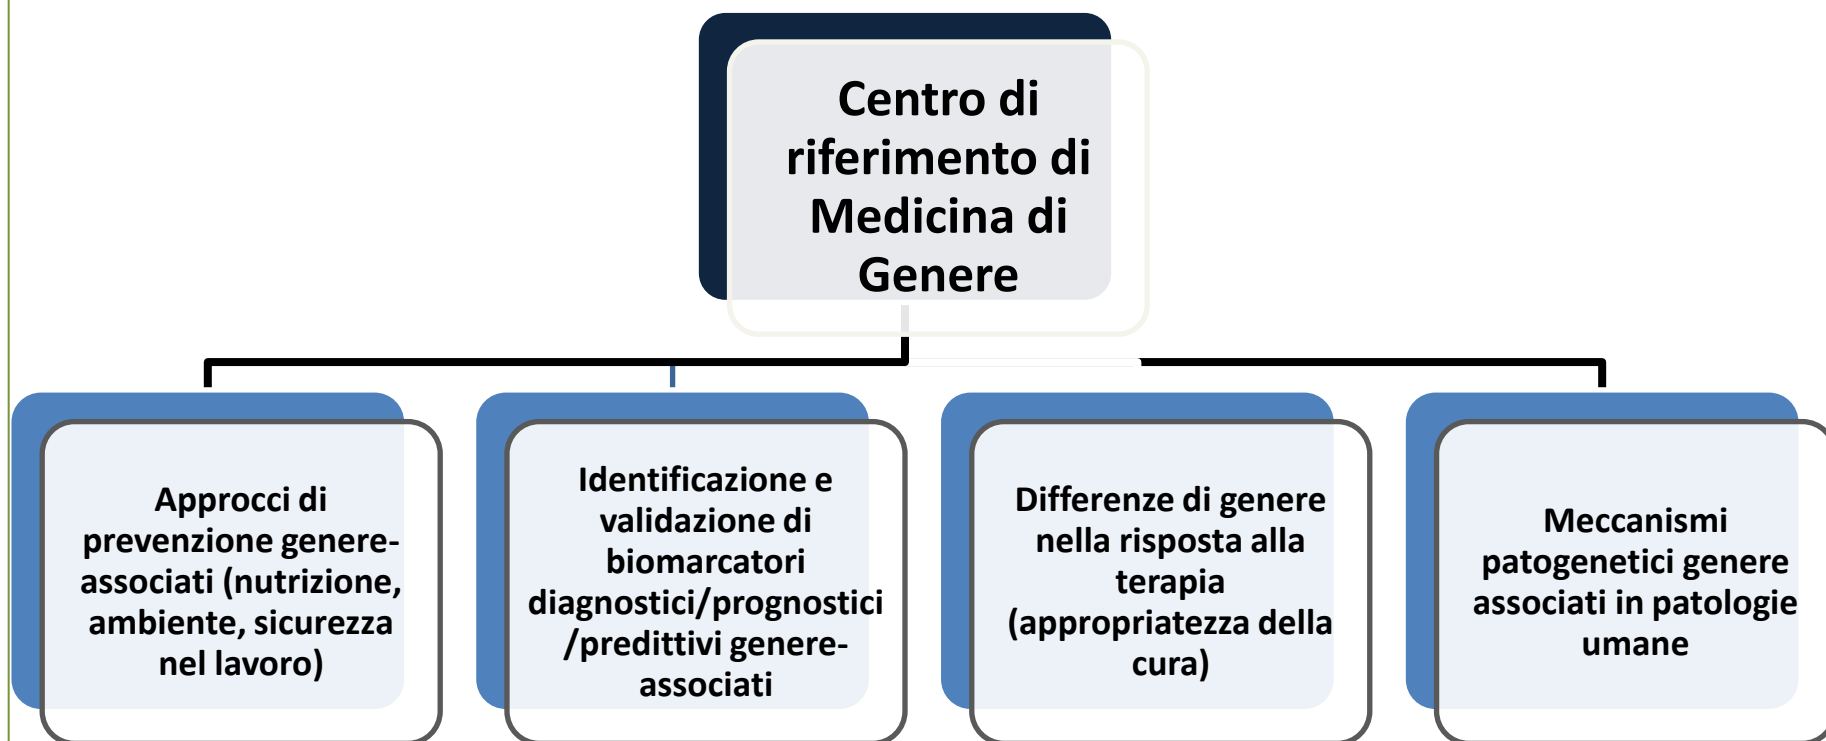 Centro di
riferimento di
Medicina di
Genere
Approcci di
prevenzione genere-
associati (nutrizione,
ambiente, sicurezza
nel lavoro)
Identificazione e
validazione di
biomarcatori
diagnostici/prognostici
/predittivi genere-
associati
Differenze di genere
nella risposta alla
terapia
(appropriatezza della
cura)
Meccanismi
patogenetici genere
associati in patologie
umane